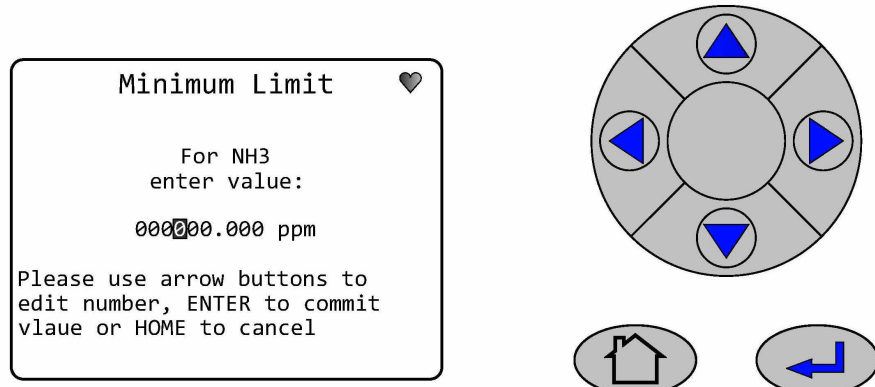 Minimum Limit
For NH3
enter value:
000000.000 ppm
Please use arrow buttons to
edit number, ENTER to commit
vlaue or HOME to cancel